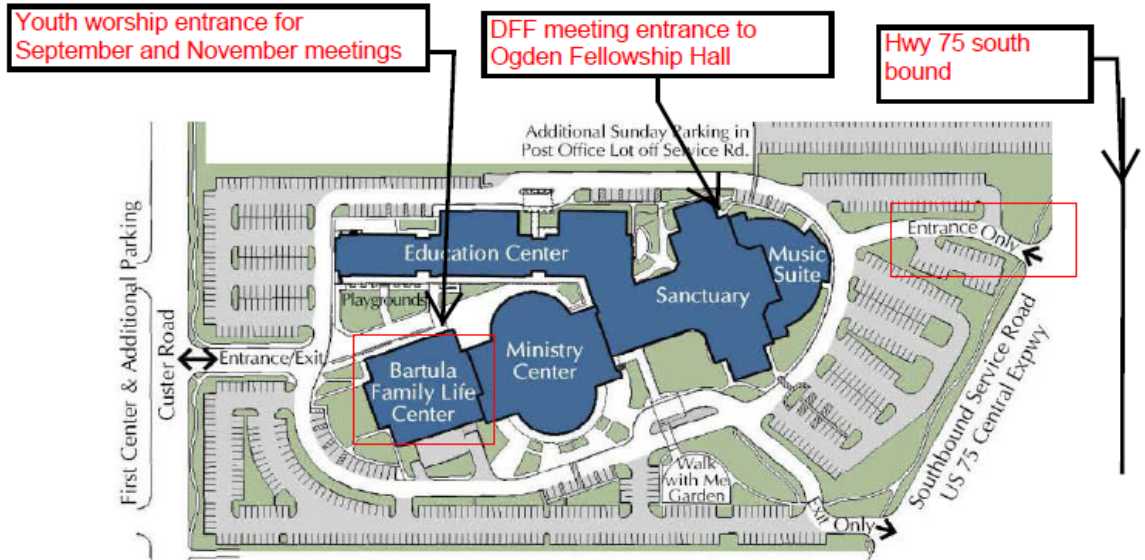 Youth worship entrance for
September and November meetings
DFF meeting entrance to
Ogden Fellowship Hall
Hwy 75 south
bound
Additional Sunday Parking in
Post Office Lot off Service Rd.
First Center & Additional Parking
Custer Road
Entrance/Exit
Education Center
Playgrounds
Bartula
Family Life
Center
Ministry
Center
Sanctuary
Music
Suite
Entrance Only
Walk
with Me
Garden
Exit Only
Southbound Service Road
US 75 Central Expwy